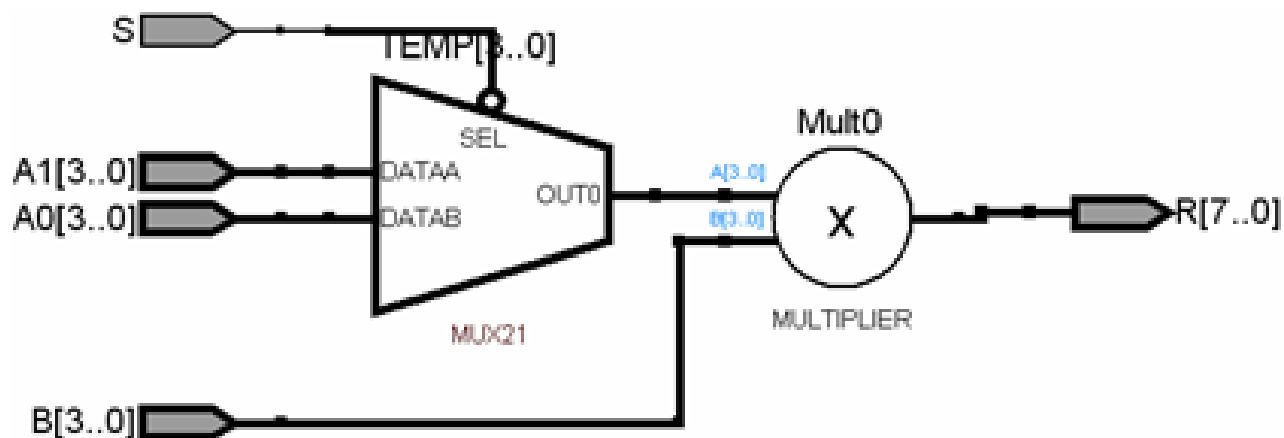 S
TEMP[3..0]
SEL
Mult0
A1[3..0]
DATAA
A[3..0]
OUT0
A0[3..0]
DATAB
B[3..0]
X
R[7..0]
MULTIPLIER
MUX21
B[3..0]